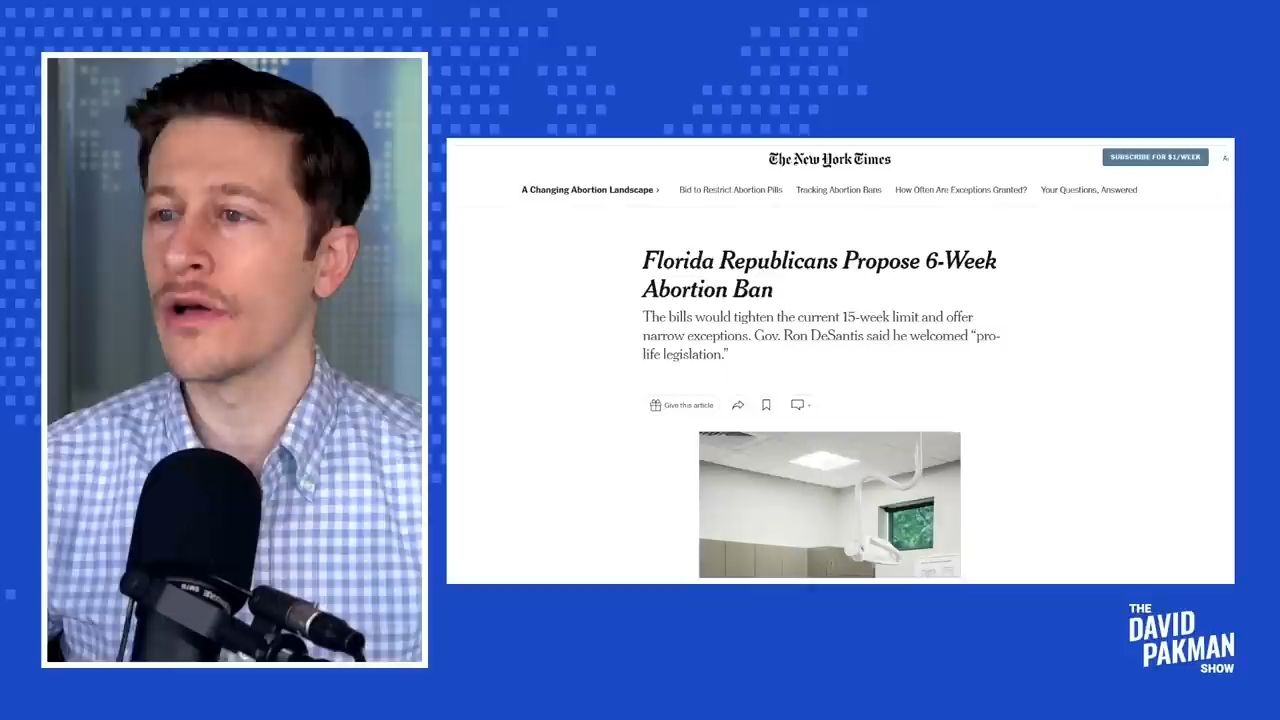 The New York Times
SUBSCRIBE FOR $1/WEEK
A Changing Abortion Landscape ›
Bid to Restrict Abortion Pills
Tracking Abortion Bans
How Often Are Exceptions Granted?
Your Questions, Answered
Florida Republicans Propose 6-Week
Abortion Ban
The bills would tighten the current 15-week limit and offer
narrow exceptions. Gov. Ron DeSantis said he welcomed “pro-
life legislation.”
Give this article
THE
DAVID
PAKMAN
SHOW